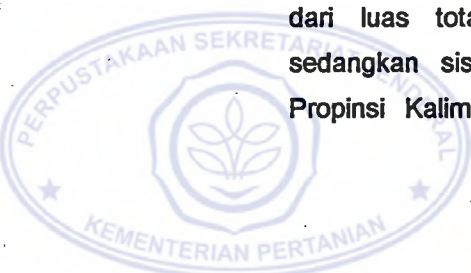 dari luas tota
sedangkan sis
Propinsi Kalim
PERPUSTAKAAN SEKRETARIAT JENDERAL
KEMENTERIAN PERTANIAN